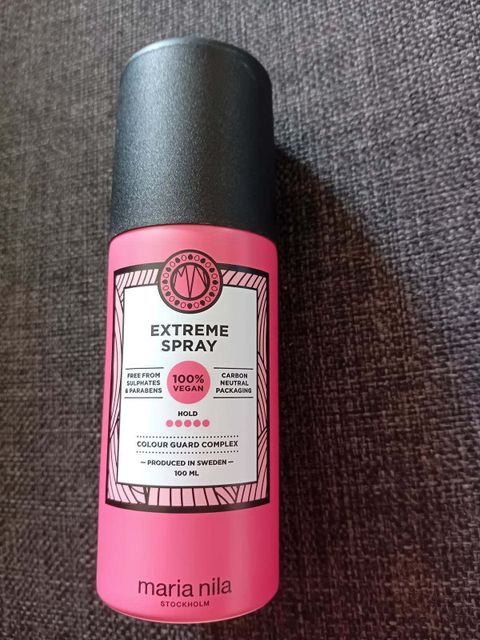 EXTREME
SPRAY
FREE FROM
SULPHATES
& PARABENS
100%
VEGAN
CARBON
NEUTRAL
PACKAGING
HOLD
COLOUR GUARD COMPLEX
— PRODUCED IN SWEDEN —
100 ML
maria nila
STOCKHOLM